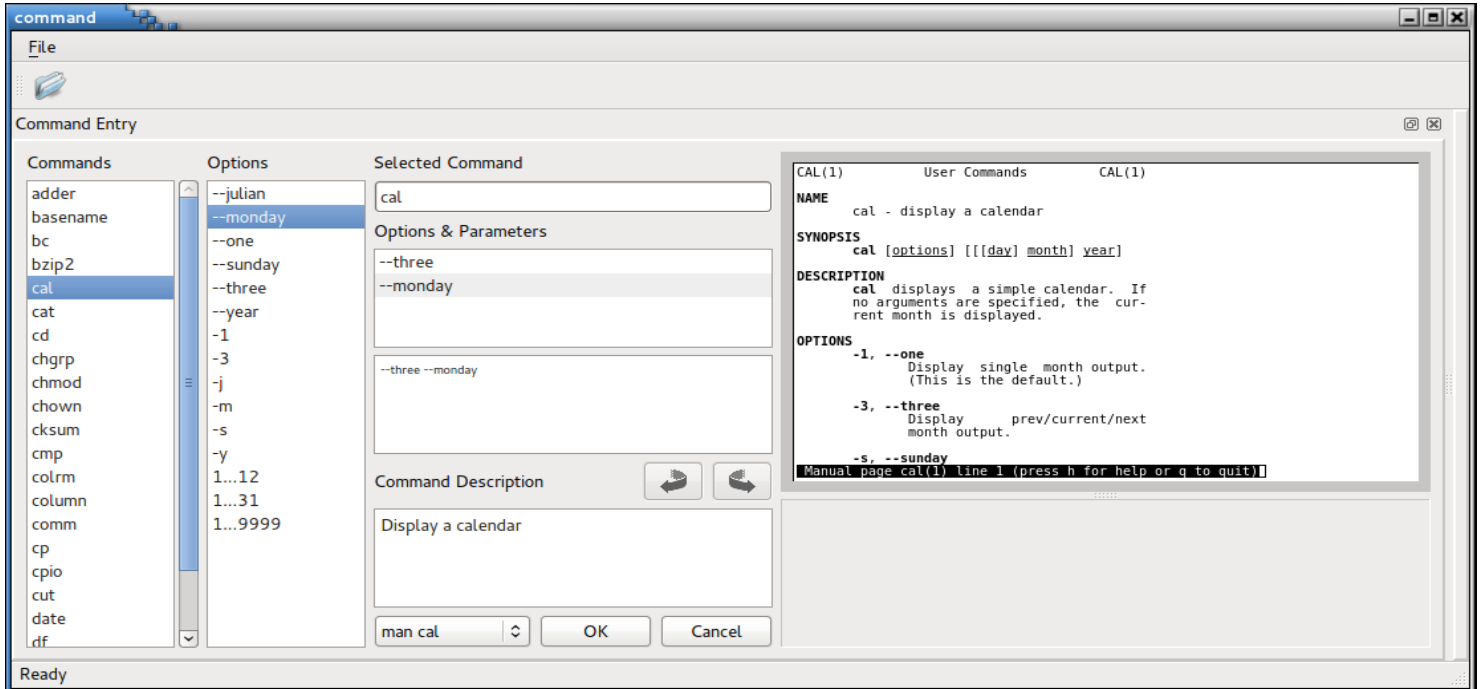 command
File
Command Entry
Commands
adder
basename
bc
bzip2
cal
cat
cd
chgrp
chmod
chown
cksum
cmp
colrm
column
comm
cp
cpio
cut
date
df
Options
--julian
--monday
--one
--sunday
--three
--year
-1
-3
-j
-m
-s
-y
1...12
1...31
1...9999
Selected Command
cal
Options & Parameters
--three
--monday
--three --monday
Command Description
Display a calendar
man cal
OK
Cancel
CAL(1) User Commands CAL(1)
NAME
cal - display a calendar
SYNOPSIS
cal [options] [[[day] month] year]
DESCRIPTION
cal displays a simple calendar. If
no arguments are specified, the cur-
rent month is displayed.
OPTIONS
-1, --one
Display single month output.
(This is the default.)
-3, --three
Display prev/current/next
month output.
-s, --sunday
Manual page cal(1) line 1 (press h for help or q to quit)
Ready